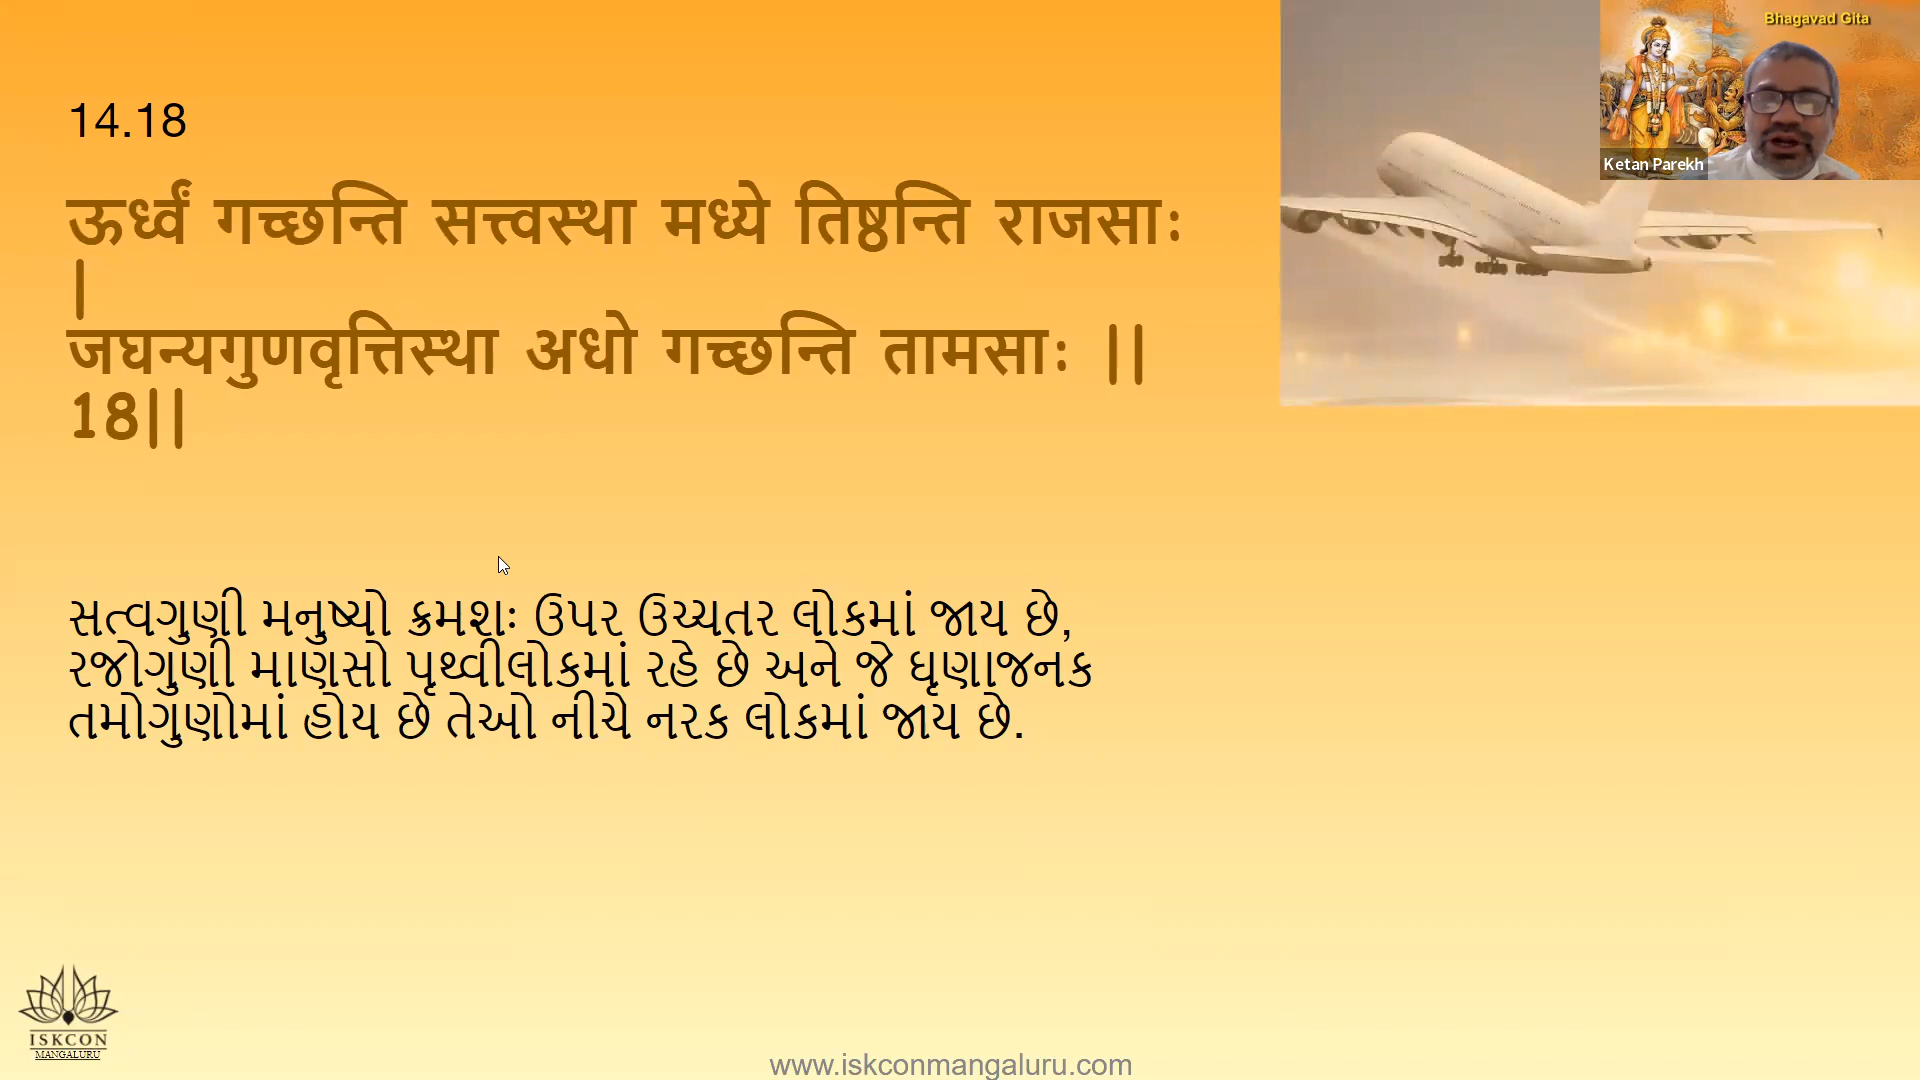 14.18
ऊर्ध्वं गच्छन्ति सत्त्वस्था मध्ये तिष्ठन्ति राजसाः
|
जघन्यगुणवृत्तिस्था अधो गच्छन्ति तामसाः ||
18||
સત્વગુણી મનુષ્યો ક્રમશઃ ઉપર ઉચ્ચતર લોકમાં જાય છે,
રજોગુણી માણસો પૃથ્વીલોકમાં રહે છે અને જે ઘૃણાજનક
તમોગુણોમાં હોય છે તેઓ નીચે નરક લોકમાં જાય છે.
Bhagavad Gita
Ketan Parekh
ISKCON
MANGALURU
www.iskconmangaluru.com